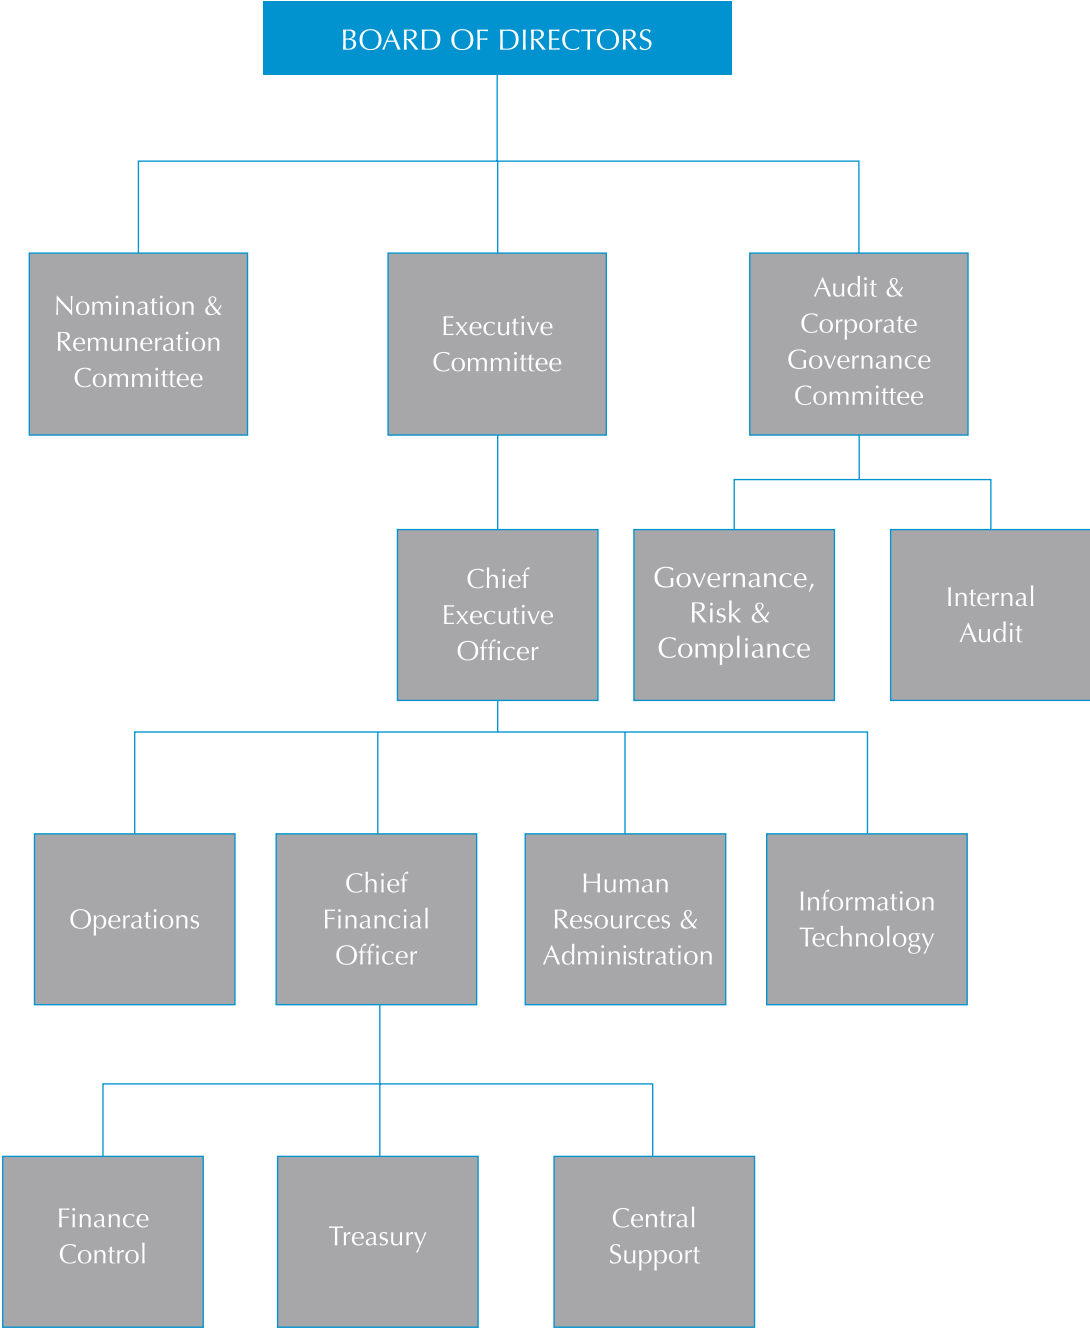 BOARD OF DIRECTORS
Nomination &
Remuneration
Committee
Executive
Committee
Audit &
Corporate
Governance
Committee
Chief
Executive
Officer
Governance,
Risk &
Compliance
Internal
Audit
Operations
Chief
Financial
Officer
Human
Resources &
Administration
Information
Technology
Finance
Control
Treasury
Central
Support